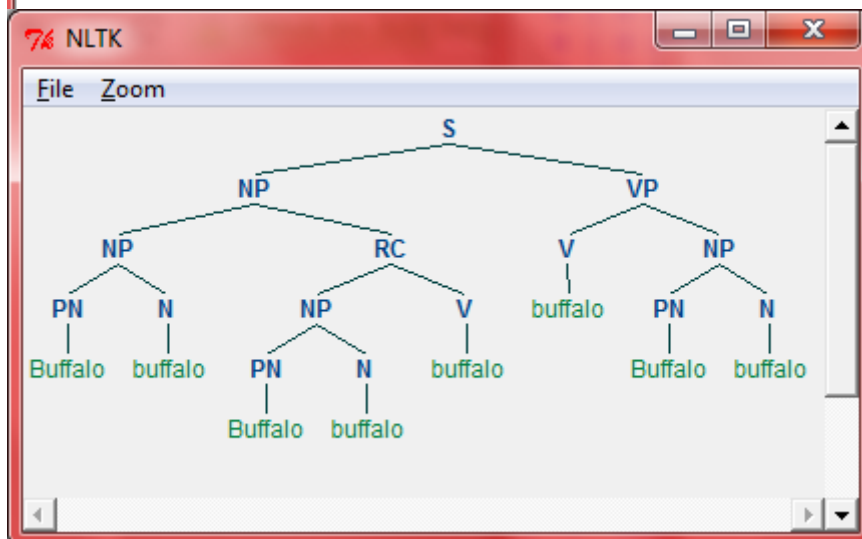 NLTK
File Zoom
S
NP VP
NP RC V NP
PN N NP V buffalo PN N
Buffalo buffalo PN N buffalo Buffalo buffalo
Buffalo buffalo